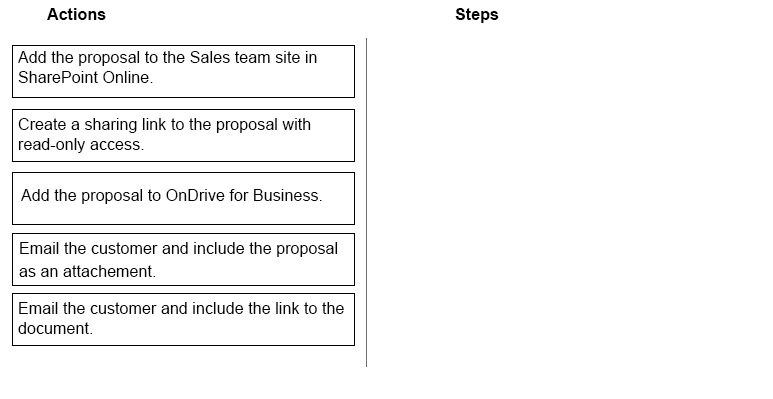 Actions
Steps
Add the proposal to the Sales team site in
SharePoint Online.
Create a sharing link to the proposal with
read-only access.
Add the proposal to OnDrive for Business.
Email the customer and include the proposal
as an attachement.
Email the customer and include the link to the
document.